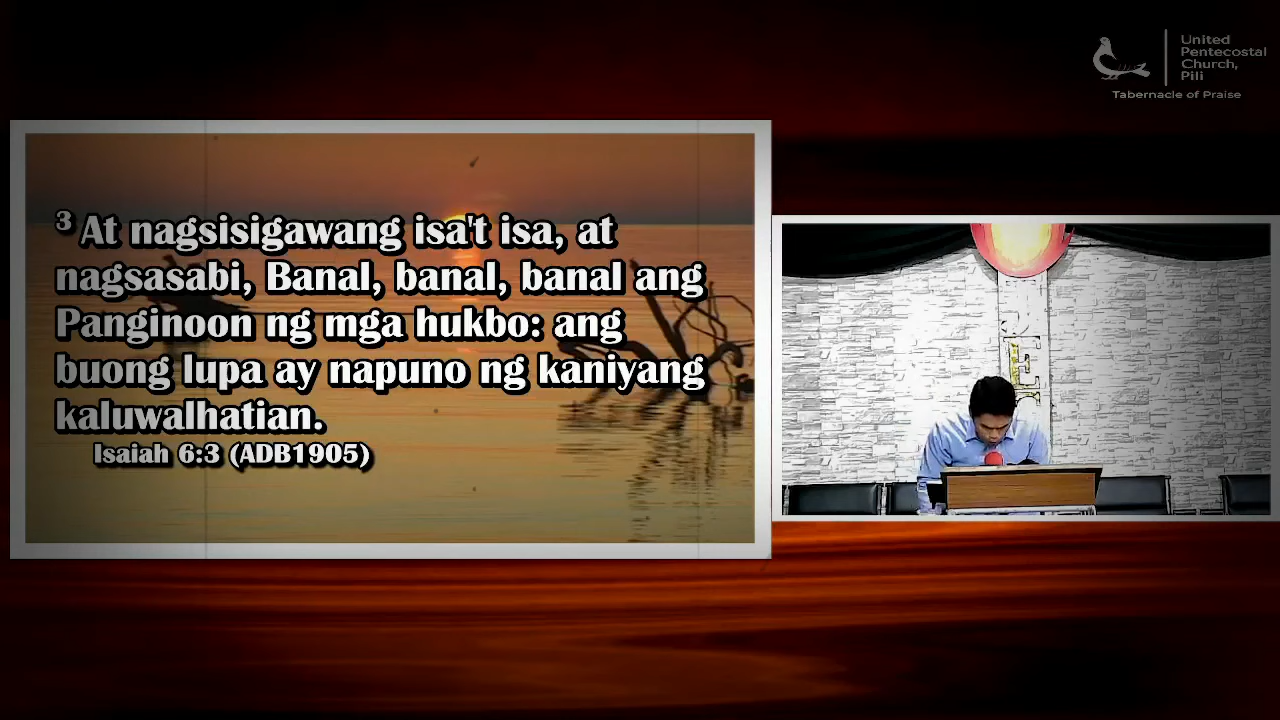 United
Pentecostal
Church,
Pili
Tabernacle of Praise
3 At nagsisigawang isa't isa, at
nagsasabi, Banal, banal, banal ang
Panginoon ng mga hukbo: ang
buong lupa ay napuno ng kaniyang
kaluwalhatian.
Isaiah 6:3 (ADB1905)